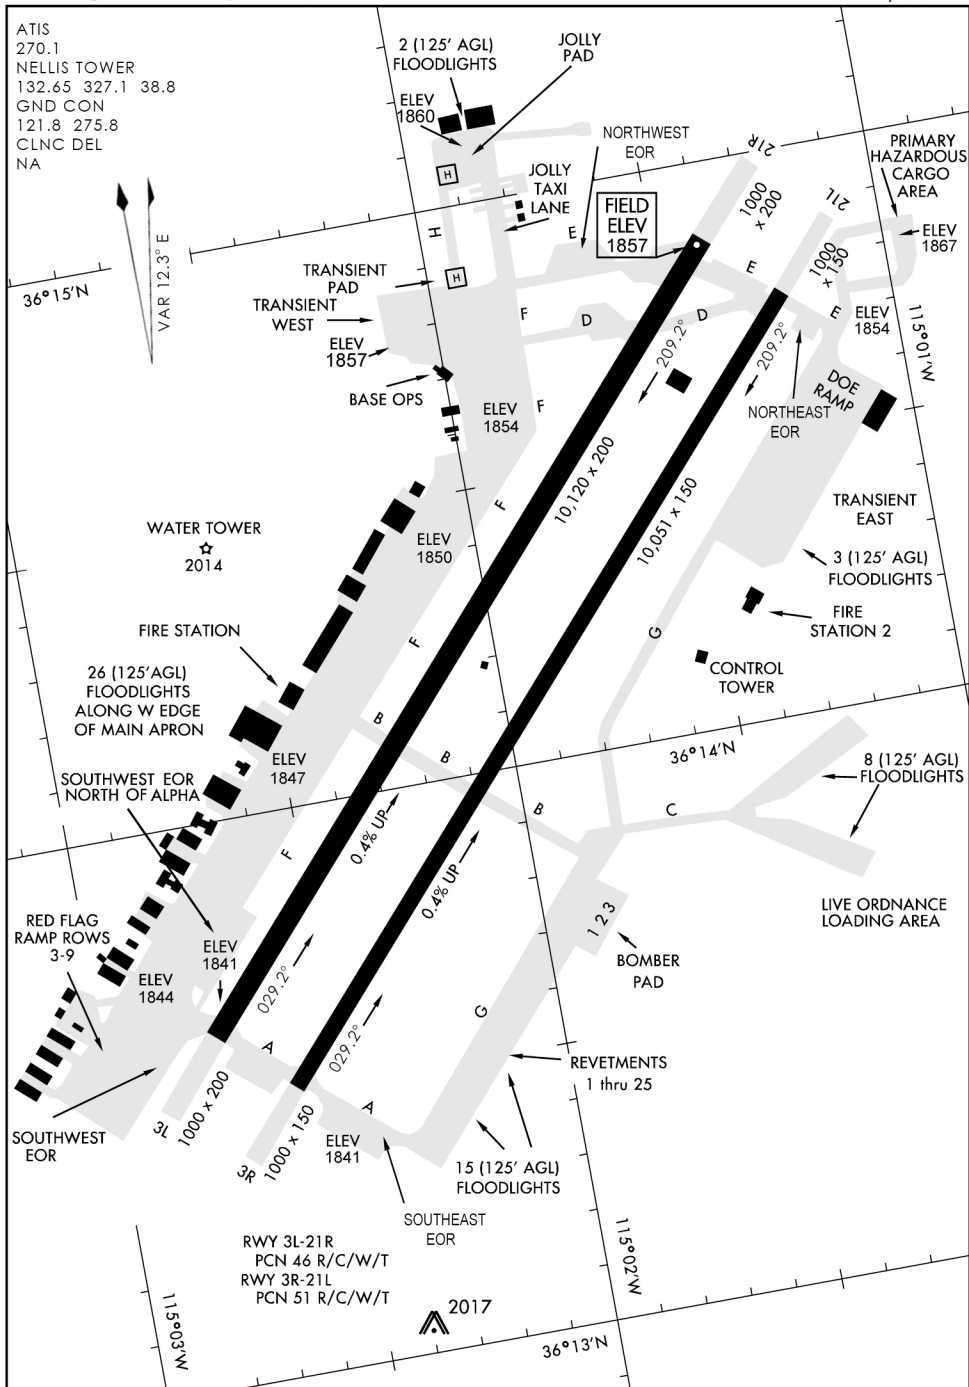 ATIS
270.1
NELLIS TOWER
132.65 327.1 38.8
GND CON
121.8 275.8
CLNC DEL
NA
VAR 12.3° E
36°15'N
2 (125' AGL)
FLOODLIGHTS
JOLLY
PAD
ELEV
1860
H
JOLLY
TAXI
LANE
NORTHWEST
EOR
FIELD
ELEV
1857
21R
1000
x 200
21L
1000
x 150
PRIMARY
HAZARDOUS
CARGO
AREA
ELEV
1867
H
E
E
E
TRANSIENT
PAD
H
TRANSIENT
WEST
ELEV
1857
BASE OPS
F
D
D
209.2°
209.2°
ELEV
1854
115°01'W
DOE
RAMP
NORTHEAST
EOR
ELEV
1854
F
F
10,120 x 200
10,051 x 150
TRANSIENT
EAST
3 (125' AGL)
FLOODLIGHTS
WATER TOWER
2014
ELEV
1850
FIRE
STATION 2
FIRE STATION
F
G
CONTROL
TOWER
26 (125'AGL)
FLOODLIGHTS
ALONG W EDGE
OF MAIN APRON
B
B
B
36°14'N
8 (125' AGL)
FLOODLIGHTS
ELEV
1847
SOUTHWEST EOR
NORTH OF ALPHA
C
F
0.4% UP
0.4% UP
LIVE ORDNANCE
LOADING AREA
1 2 3
BOMBER
PAD
RED FLAG
RAMP ROWS
3-9
ELEV
1841
ELEV
1844
029.2°
029.2°
G
A
A
REVETMENTS
1 thru 25
SOUTHWEST
EOR
3L
1000 x 200
3R
1000 x 150
ELEV
1841
15 (125' AGL)
FLOODLIGHTS
SOUTHEAST
EOR
RWY 3L-21R
PCN 46 R/C/W/T
RWY 3R-21L
PCN 51 R/C/W/T
115°02'W
115°03'W
2017
36°13'N